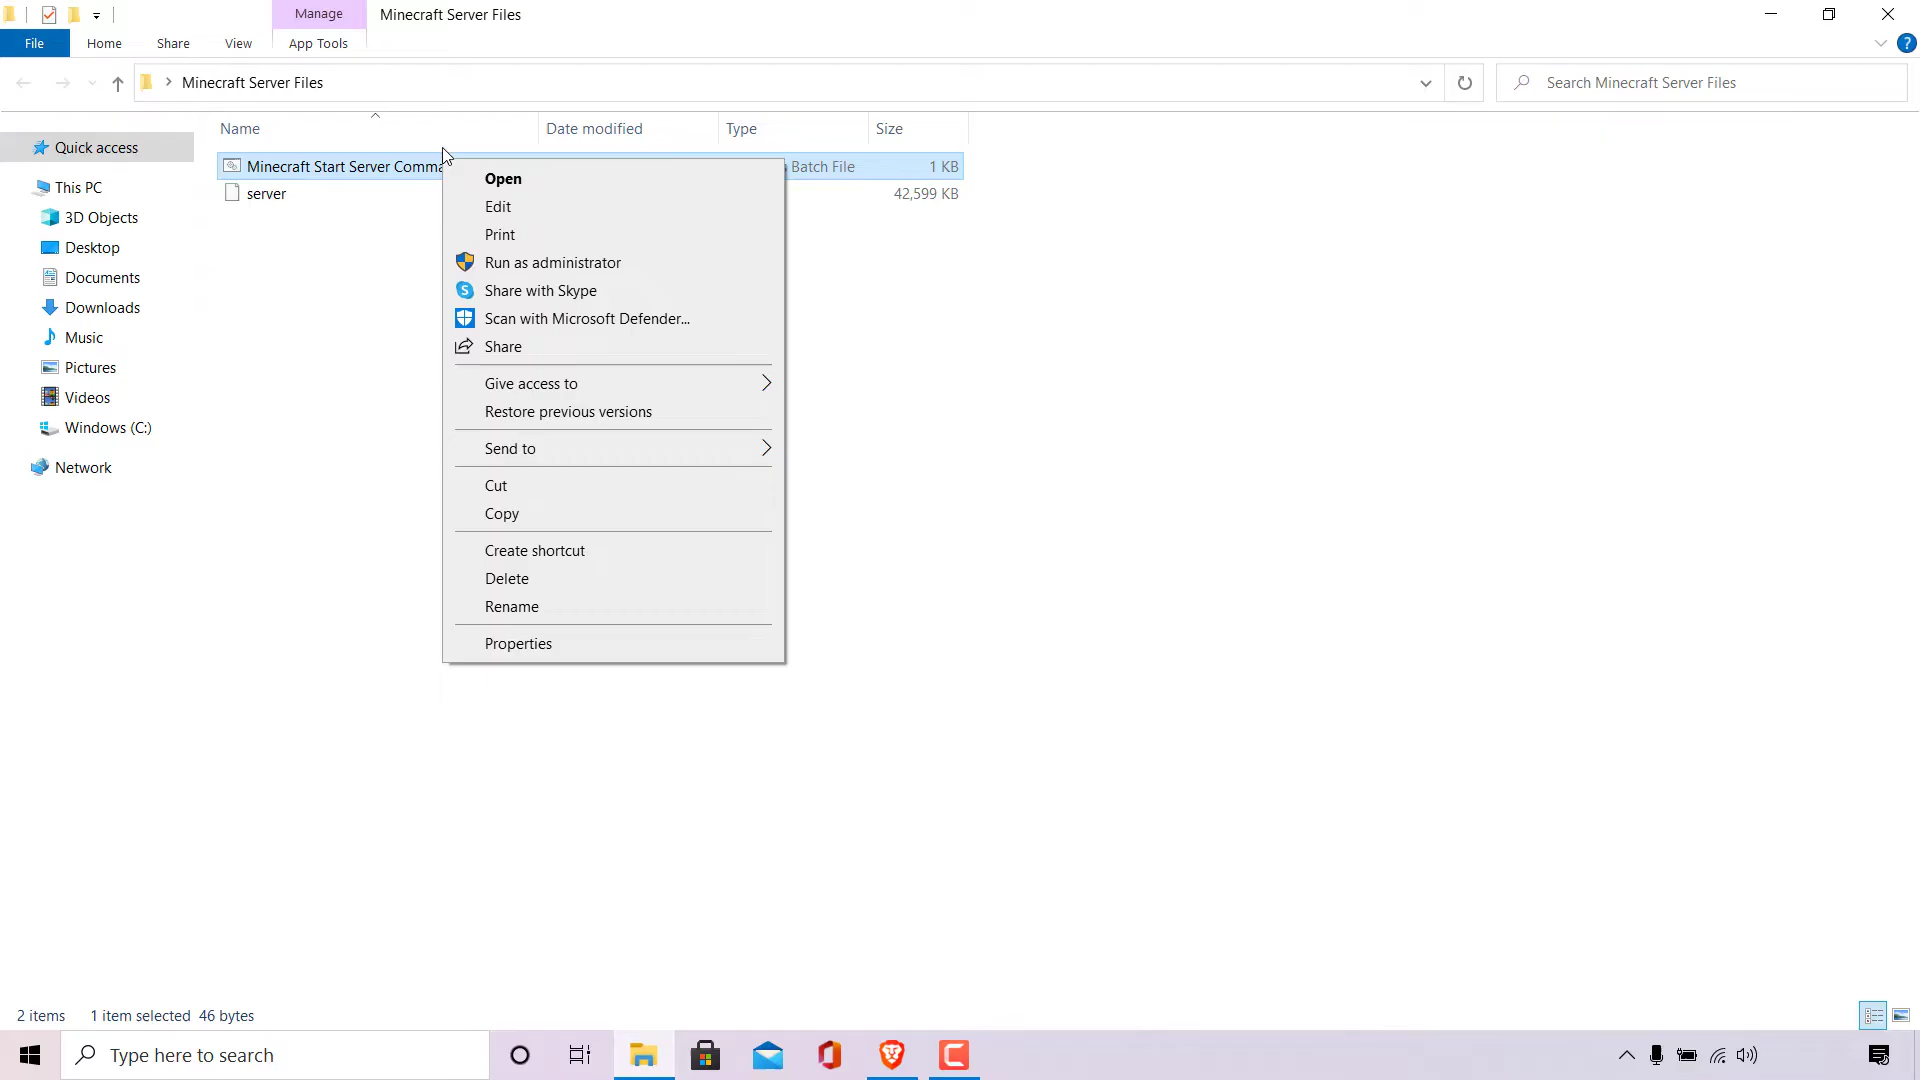 Manage
Minecraft Server Files
File
Home
Share
View
App Tools
Minecraft Server Files
Search Minecraft Server Files
Name
Date modified
Type
Size
Quick access
This PC
3D Objects
Desktop
Documents
Downloads
Music
Pictures
Videos
Windows (C:)
Network
Minecraft Start Server Comma
Batch File
1 KB
server
42,599 KB
Open
Edit
Print
Run as administrator
Share with Skype
Scan with Microsoft Defender...
Share
Give access to
Restore previous versions
Send to
Cut
Copy
Create shortcut
Delete
Rename
Properties
2 items
1 item selected 46 bytes
Type here to search